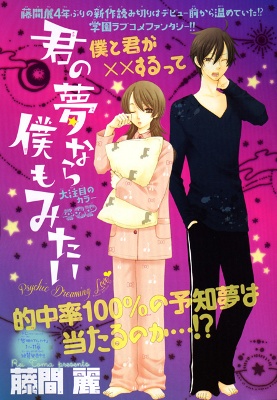 藤間麗4年ぶりの新作読み切りはデビュー前から温めていた!?
学園ラブコメファンタジー!!
僕と君が
××するって
君の夢なら
僕もみたい
大注目の
カラー
Psychic Dreaming Love
的中率100%の予知夢は
当たるのか…!?
presents
藤間 麗